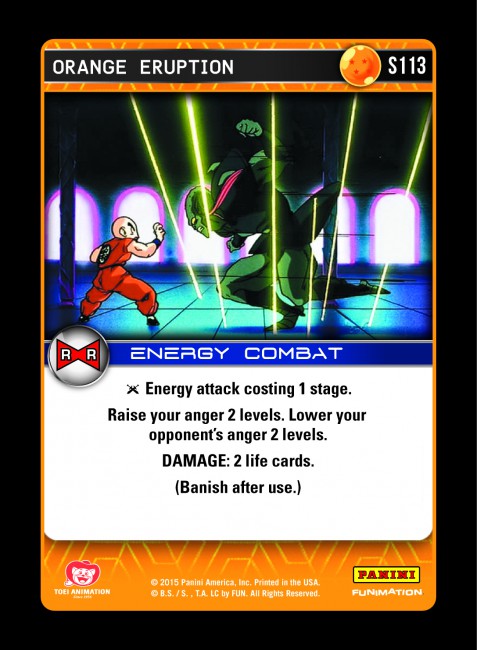 ORANGE ERUPTION
S113
R R
ENERGY COMBAT
Energy attack costing 1 stage.
Raise your anger 2 levels. Lower your
opponent's anger 2 levels.
DAMAGE: 2 life cards.
(Banish after use.)
TOEI ANIMATION
© 2015 Panini America, Inc. Printed in the USA.
© B.S. / S. , T.A. LC by FUN. All Rights Reserved.
PANINI
FUNIMATION